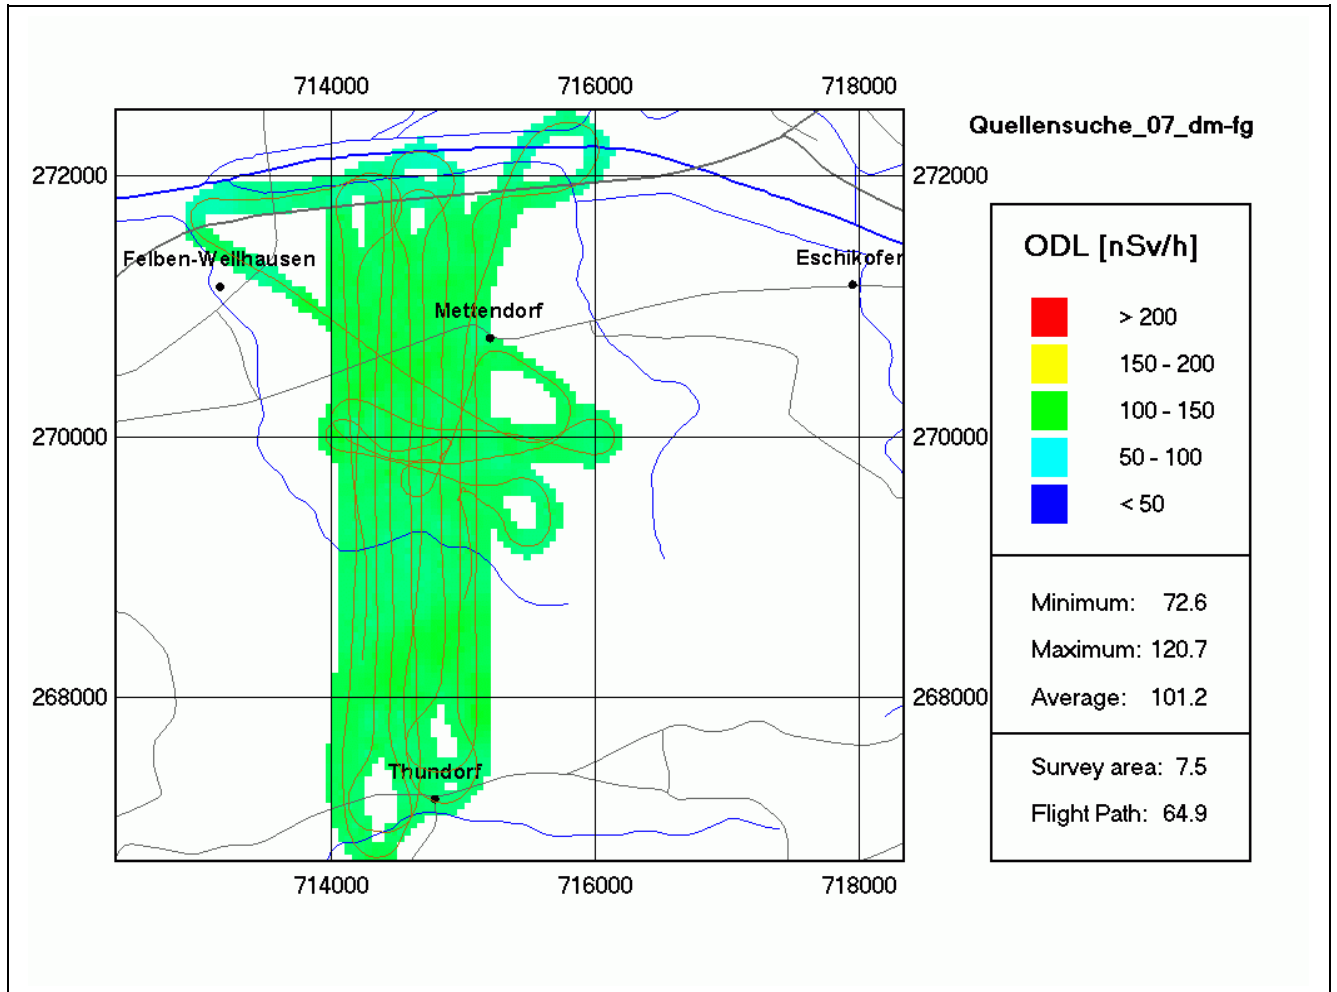 714000 716000 718000
Quellensuche_07_dm-fg
272000 272000
ODL [nSv/h]
Felben-Wellhausen
Eschikofer
Mettendorf
> 200
150 - 200
100 - 150
270000 270000
50 - 100
< 50
Minimum: 72.6
Maximum: 120.7
268000 268000
Average: 101.2
Thundorf
Survey area: 7.5
Flight Path: 64.9
714000 716000 718000